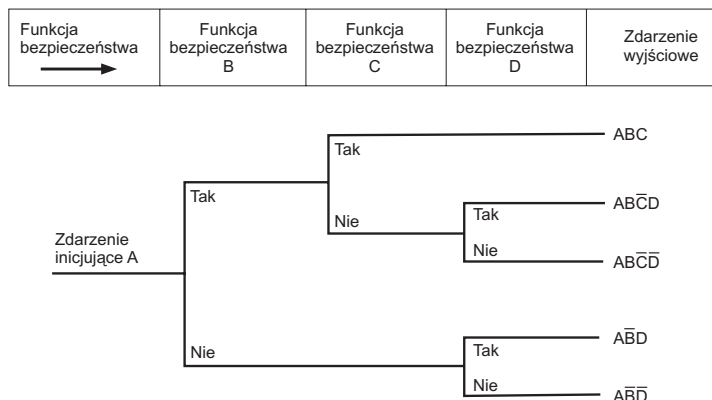 Funkcja
bezpieczeństwa
Funkcja
bezpieczeństwa
B
Funkcja
bezpieczeństwa
C
Funkcja
bezpieczeństwa
D
Zdarzenie
wyjściowe
ABC
Tak
Tak
ABC̅D
Nie
Tak
Nie
ABC̅D̅
Zdarzenie
inicjujące A
AB̅D
Nie
Tak
Nie
AB̅D̅